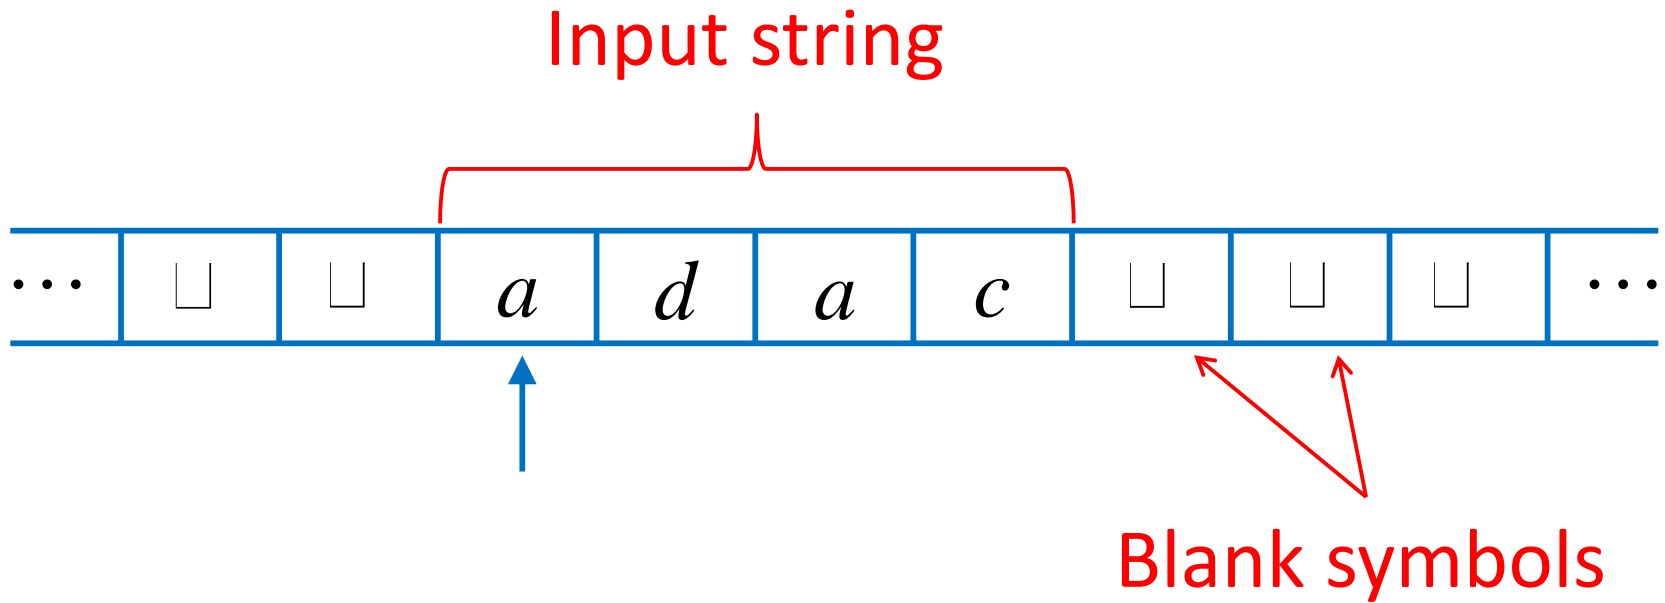 Input string
··· ⊔ ⊔ a d a c ⊔ ⊔ ⊔ ···
Blank symbols